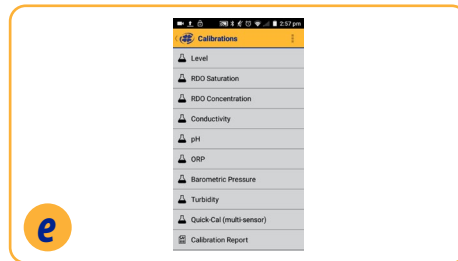 2:57 pm
Calibrations
Level
RDO Saturation
RDO Concentration
Conductivity
pH
ORP
Barometric Pressure
Turbidity
Quick-Cal (multi-sensor)
Calibration Report
e